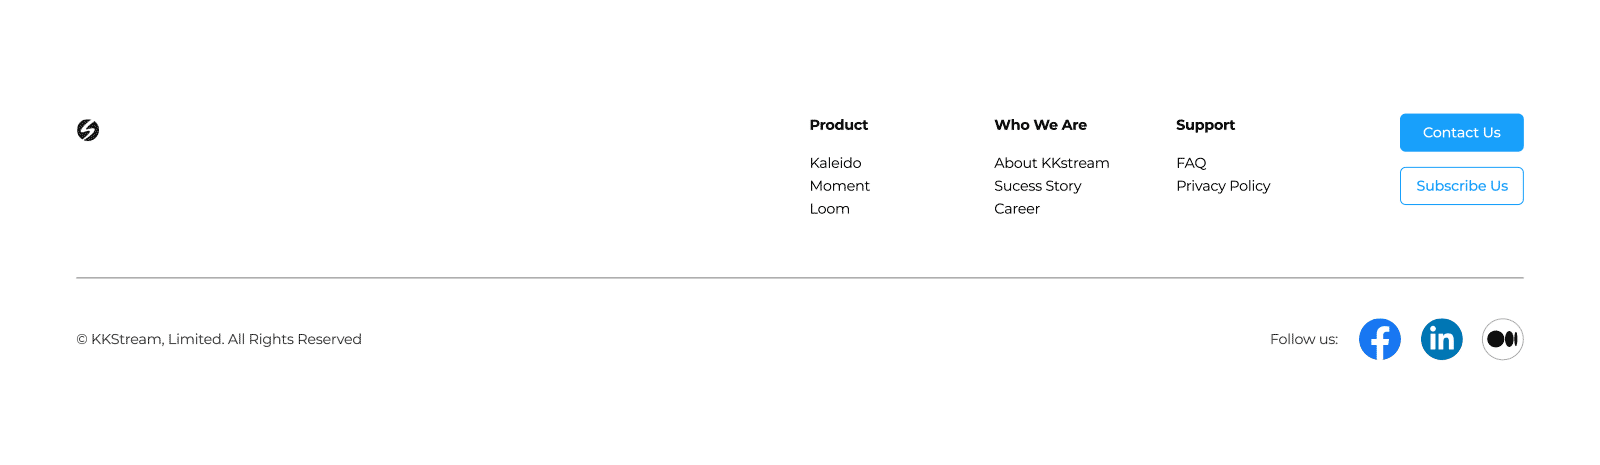 Product
Kaleido
Moment
Loom
Who We Are
About KKstream
Sucess Story
Career
Support
FAQ
Privacy Policy
Contact Us
Subscribe Us
© KKStream, Limited. All Rights Reserved
Follow us: